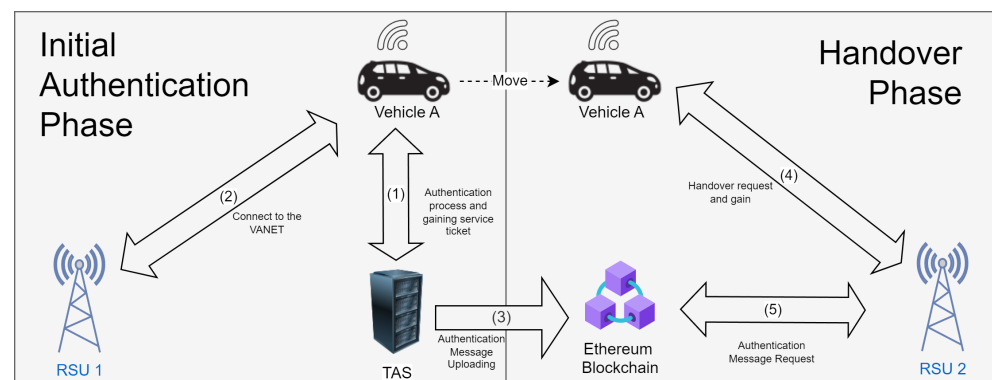 Initial
Authentication
Phase
Handover
Phase
Move
Vehicle A
Vehicle A
(1)
Authentication
process and
gaining service
ticket
(2)
Connect to the
VANET
(4)
Handover request
and gain
(3)
Authentication
Message
Uploading
(5)
Authentication
Message Request
RSU 1
TAS
Ethereum
Blockchain
RSU 2